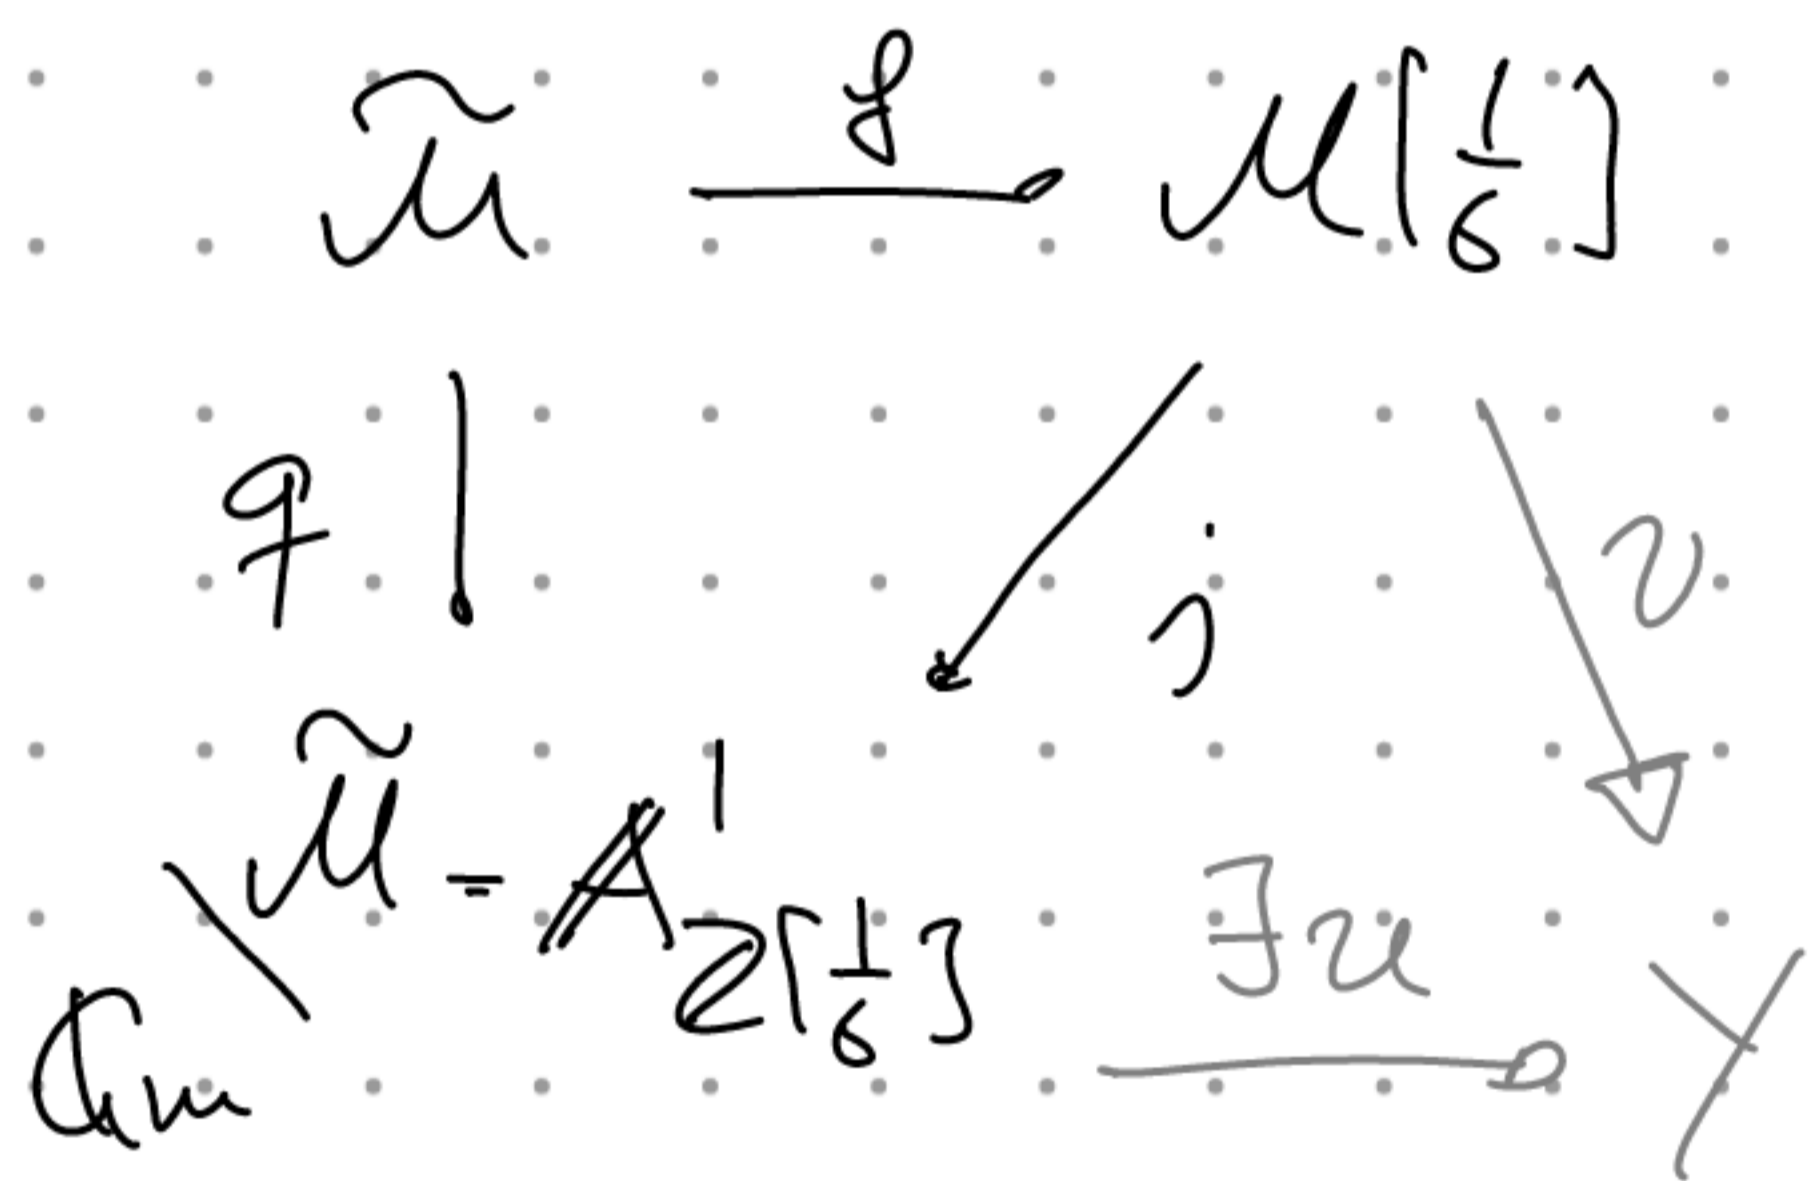 M̃ f M[1/6]
q j v
G_m \ M̃ = 𝔸¹_{ℤ[1/6]} ∃u Y